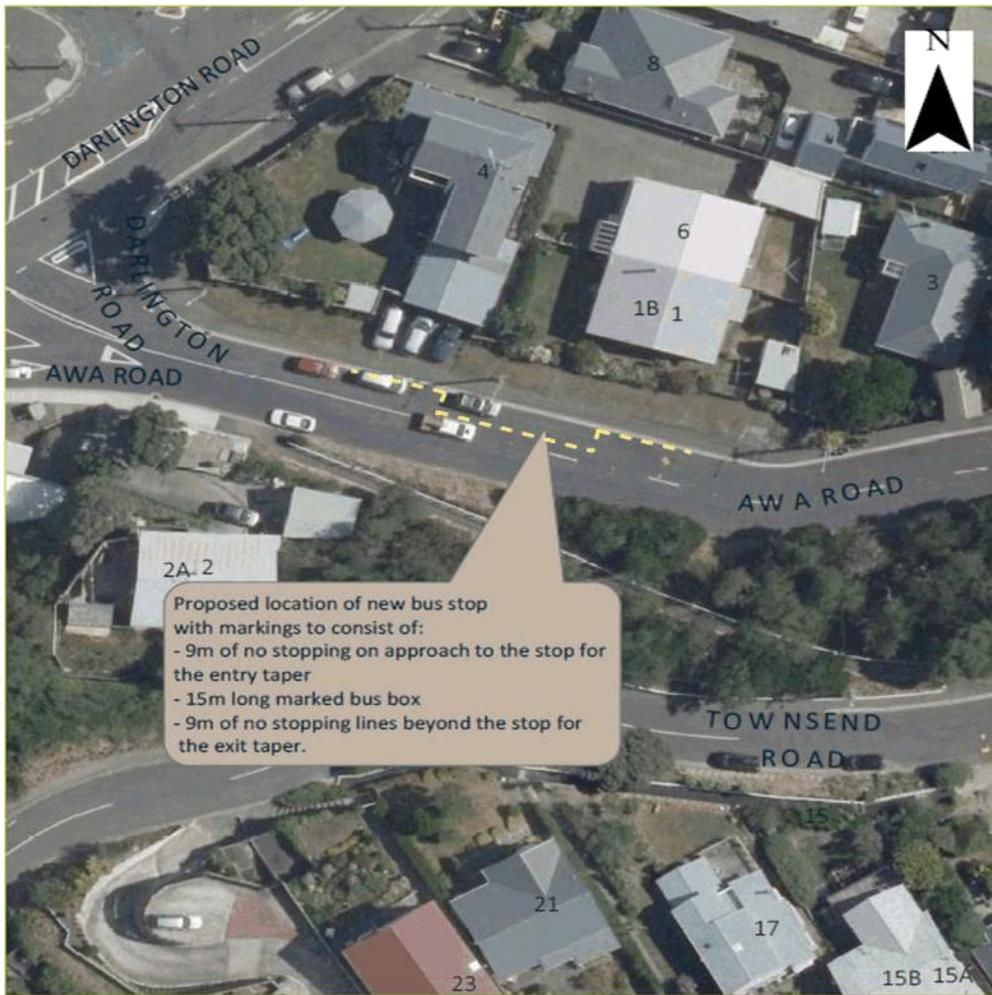 N
DARLINGTON ROAD
8
4
6
DARLINGTON
ROAD
3
1B 1
AWA ROAD
AWA ROAD
2A 2
Proposed location of new bus stop
with markings to consist of:
- 9m of no stopping on approach to the stop for
the entry taper
- 15m long marked bus box
- 9m of no stopping lines beyond the stop for
the exit taper.
TOWNSEND
ROAD
15
21
17
23
15B 15A